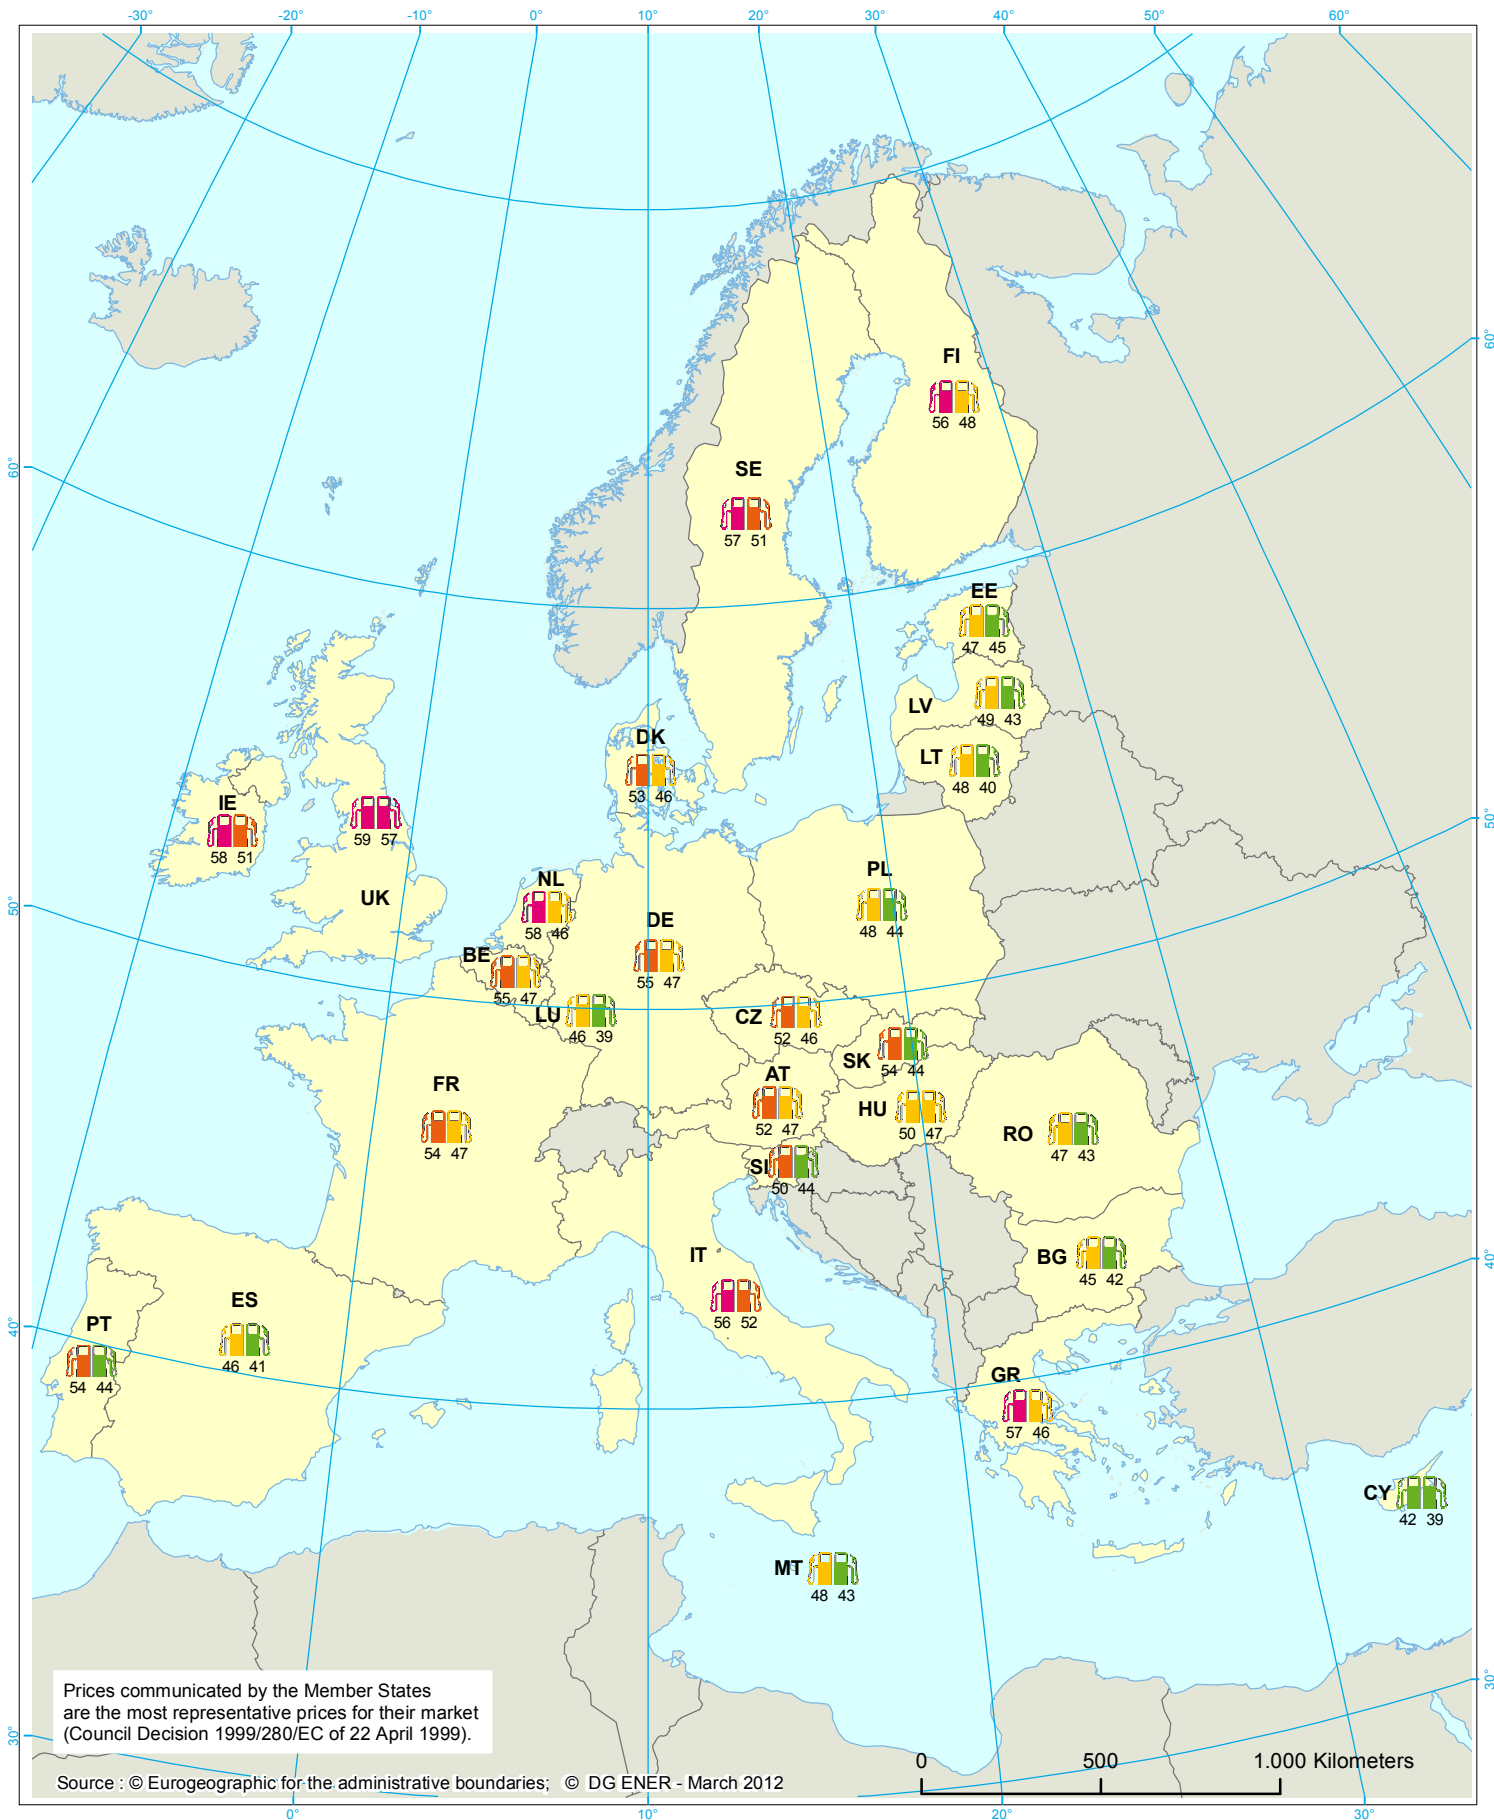 -30° -20° -10° 0° 10° 20° 30° 40° 50° 60°
FI
56 48
60°
SE
60°
57 51
EE
47 45
LV
49 43
DK
LT
53 46
48 40
IE
58 51
59 57
50°
UK
NL
58 46
PL
48 44
50°
DE
55 47
BE
55 47
LU
46 39
CZ
52 46
SK
54 44
AT
52 47
HU
50 47
FR
54 47
RO
47 43
SI
50 44
IT
56 52
BG
45 42
40°
ES
46 41
PT
54 44
40°
GR
57 46
CY
42 39
MT
48 43
30°
Prices communicated by the Member States
are the most representative prices for their market
(Council Decision 1999/280/EC of 22 April 1999).
30°
0 500 1.000 Kilometers
Source : © Eurogeographic for the administrative boundaries; © DG ENER - March 2012
0° 10° 20° 30°